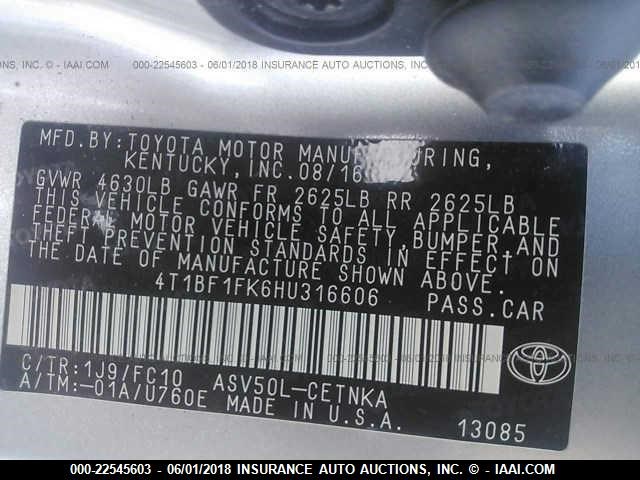 000-22545603 - 06/01/2018 INSURANCE AUTO AUCTIONS, INC. - © IAAI.COM
MFD.BY:TOYOTA MOTOR MANUFACTURING,
KENTUCKY, INC. 08/16
GVWR 4630LB GAWR FR 2625LB RR 2625LB
THIS VEHICLE CONFORMS TO ALL APPLICABLE
FEDERAL MOTOR VEHICLE SAFETY, BUMPER, AND
THEFT PREVENTION STANDARDS IN EFFECT ON
THE DATE OF MANUFACTURE SHOWN ABOVE.
4T1BF1FK6HU316606 PASS.CAR
C/TR:1J9/FC10 ASV50L-CETNKA
A/TM:-01A/U760E MADE IN U.S.A.
13085
000-22545603 - 06/01/2018 INSURANCE AUTO AUCTIONS, INC. - © IAAI.COM